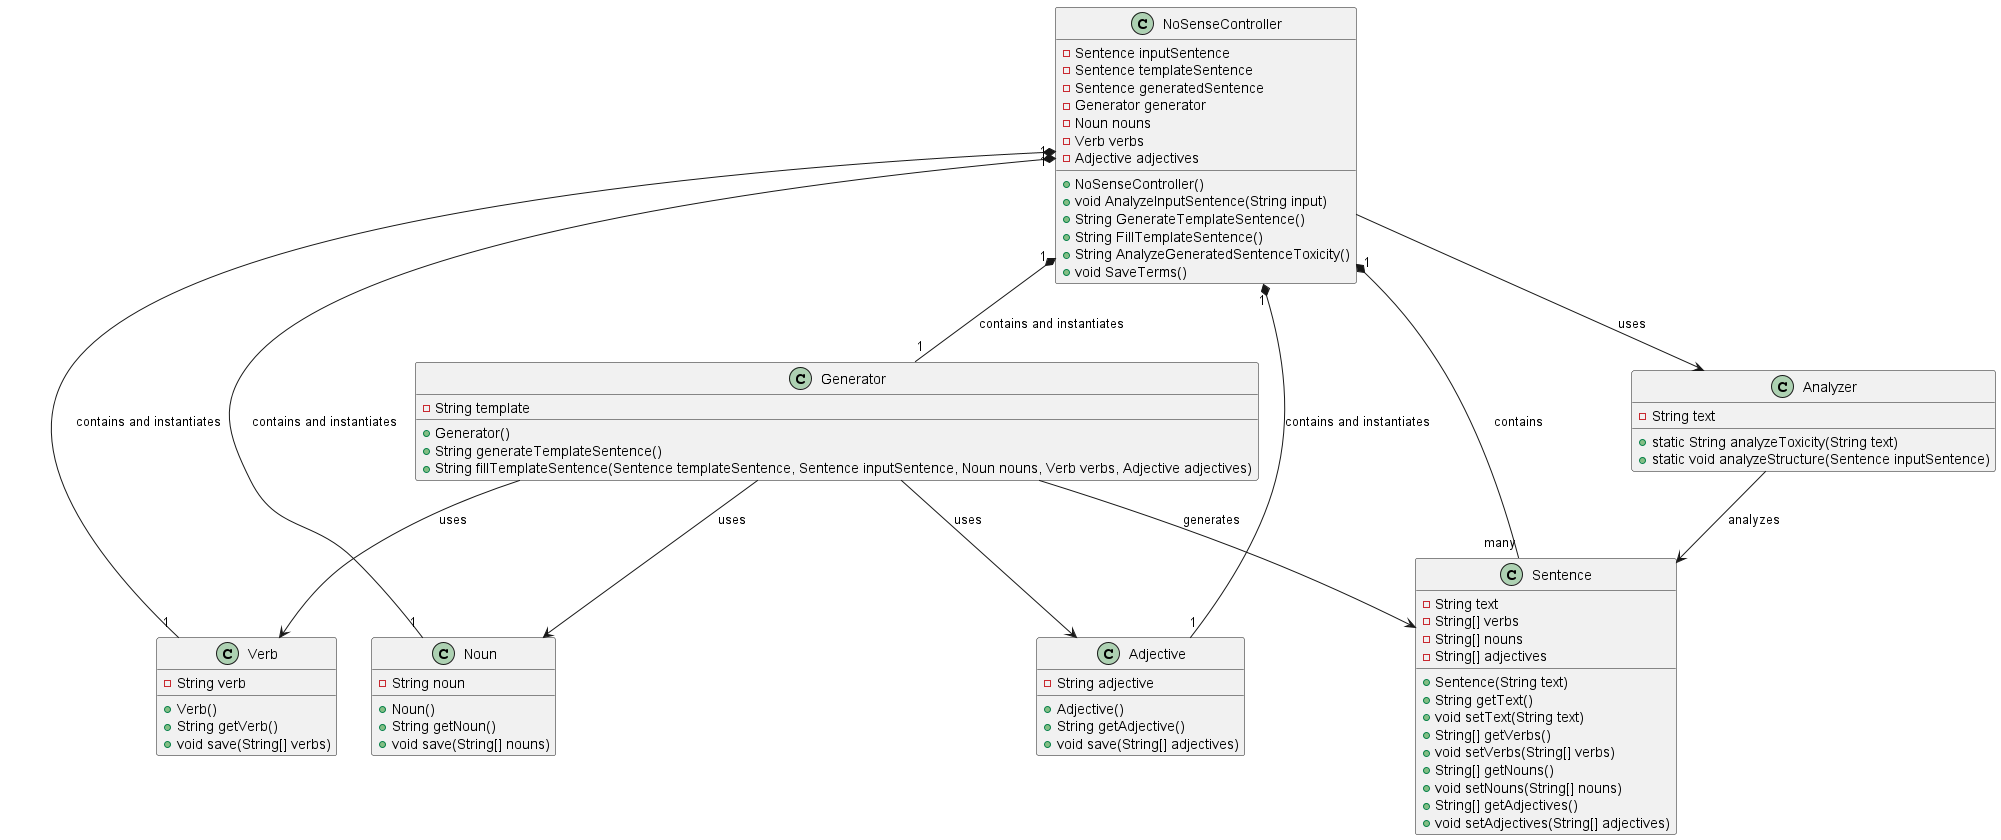 C NoSenseController
Sentence inputSentence
Sentence templateSentence
Sentence generatedSentence
Generator generator
Noun nouns
Verb verbs
Adjective adjectives
NoSenseController()
void AnalyzeInputSentence(String input)
String GenerateTemplateSentence()
String FillTemplateSentence()
String AnalyzeGeneratedSentenceToxicity()
void SaveTerms()
1
1
1
1
1
contains and instantiates
uses
1
C Generator
String template
Generator()
String generateTemplateSentence()
String fillTemplateSentence(Sentence templateSentence, Sentence inputSentence, Noun nouns, Verb verbs, Adjective adjectives)
C Analyzer
String text
static String analyzeToxicity(String text)
static void analyzeStructure(Sentence inputSentence)
contains and instantiates
contains and instantiates
contains and instantiates
contains
uses
uses
uses
generates
analyzes
many
1
1
1
C Verb
String verb
Verb()
String getVerb()
void save(String[] verbs)
C Noun
String noun
Noun()
String getNoun()
void save(String[] nouns)
C Adjective
String adjective
Adjective()
String getAdjective()
void save(String[] adjectives)
C Sentence
String text
String[] verbs
String[] nouns
String[] adjectives
Sentence(String text)
String getText()
void setText(String text)
String[] getVerbs()
void setVerbs(String[] verbs)
String[] getNouns()
void setNouns(String[] nouns)
String[] getAdjectives()
void setAdjectives(String[] adjectives)